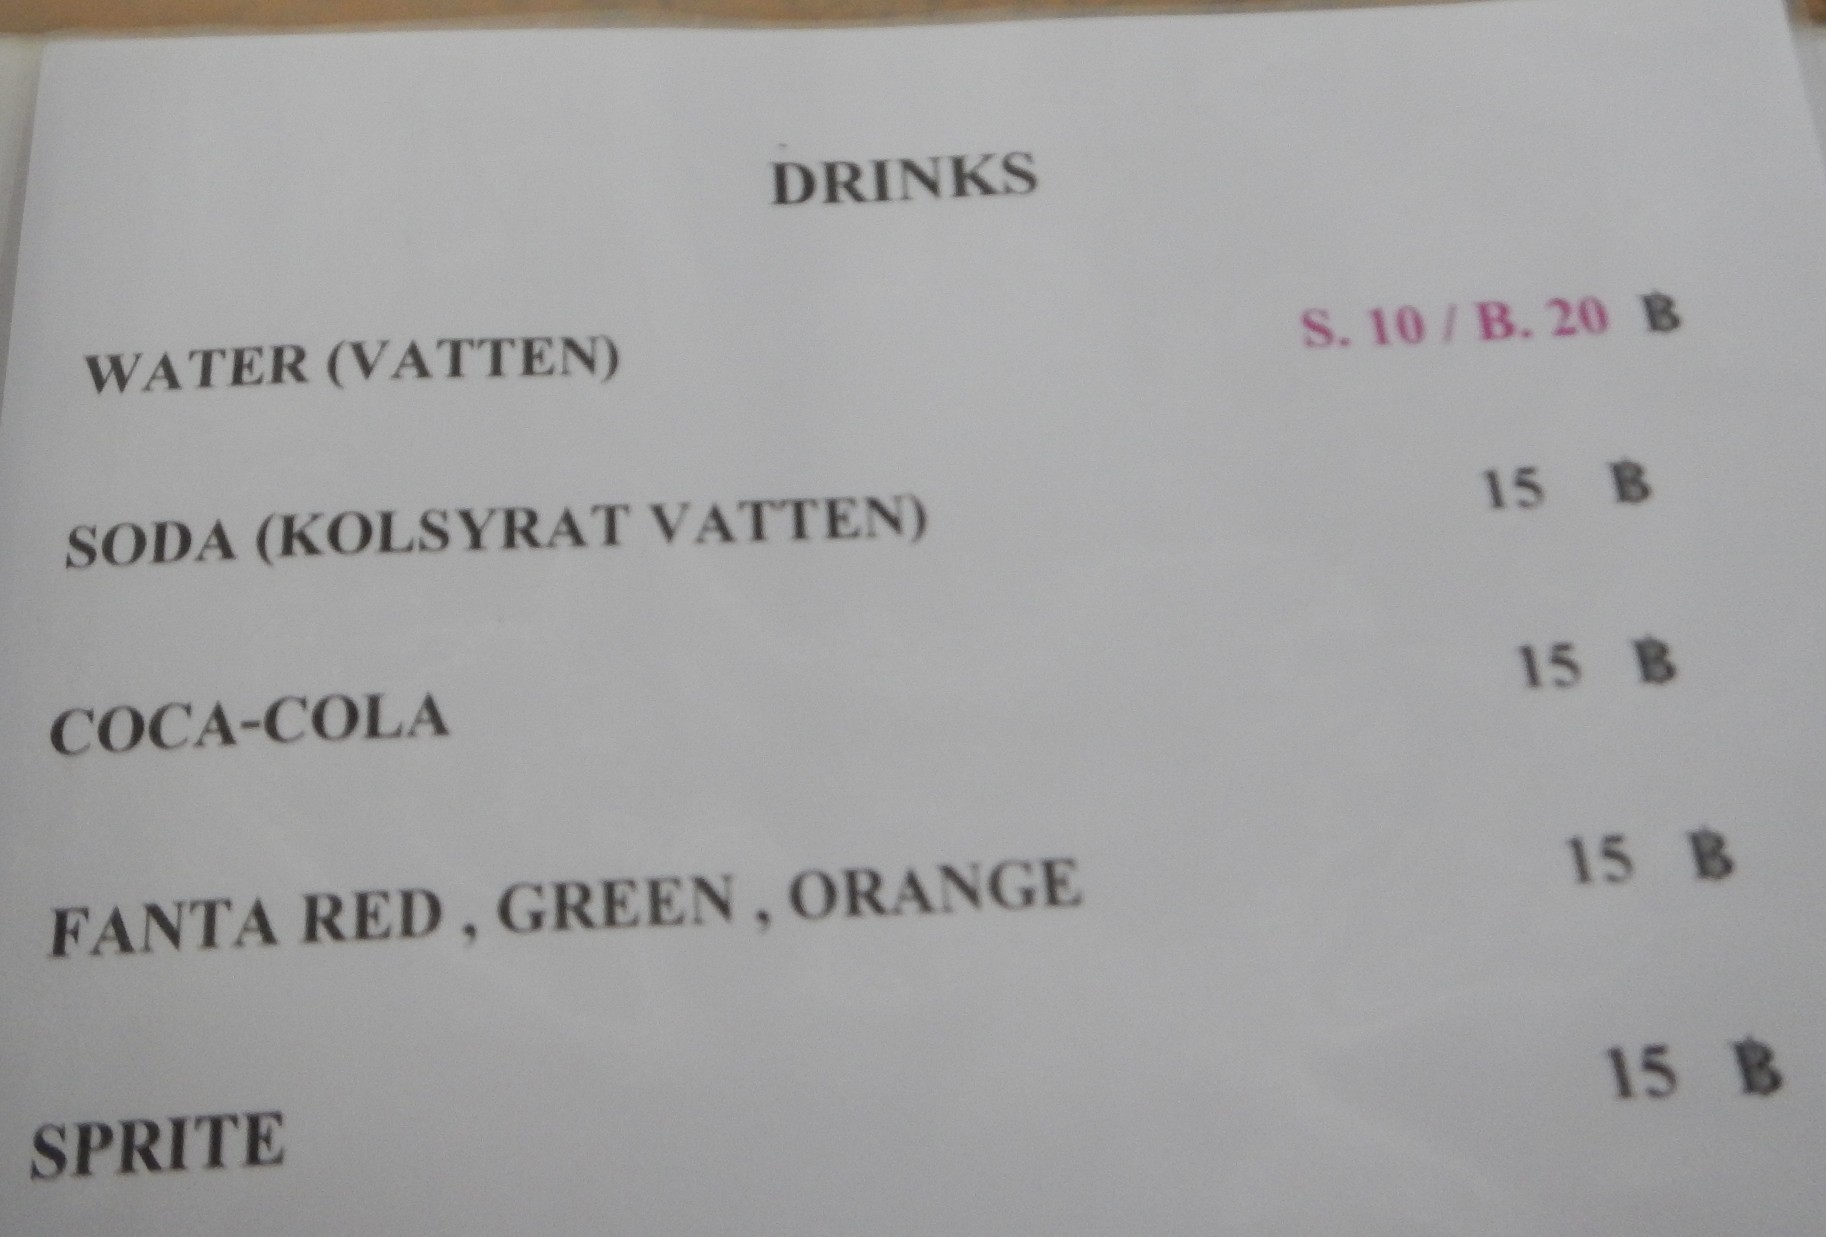 DRINKS
WATER (VATTEN) S. 10 / B. 20 ฿
SODA (KOLSYRAT VATTEN) 15 ฿
COCA-COLA 15 ฿
FANTA RED , GREEN , ORANGE 15 ฿
SPRITE 15 ฿